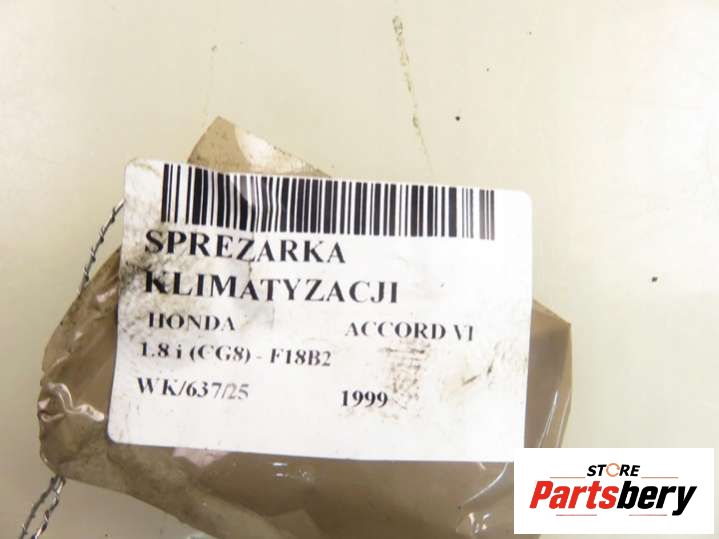 SPREZARKA
KLIMATYZACJI
HONDA ACCORD VI
1.8 i (CG8) - F18B2
WK/637/25 1999
STORE
Partsbery